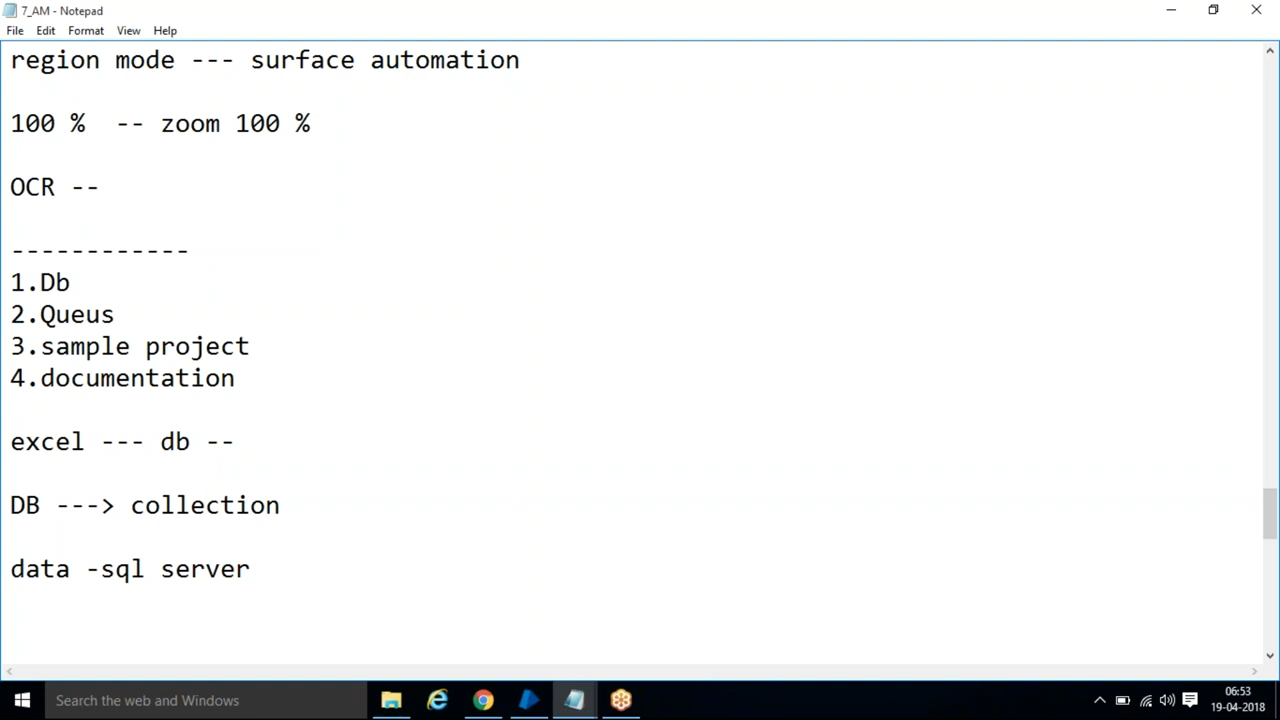 7_AM - Notepad
File Edit Format View Help
region mode --- surface automation
100 % -- zoom 100 %
OCR --
------------
1.Db
2.Queus
3.sample project
4.documentation
excel --- db --
DB ---> collection
data -sql server
Search the web and Windows
06:53
19-04-2018